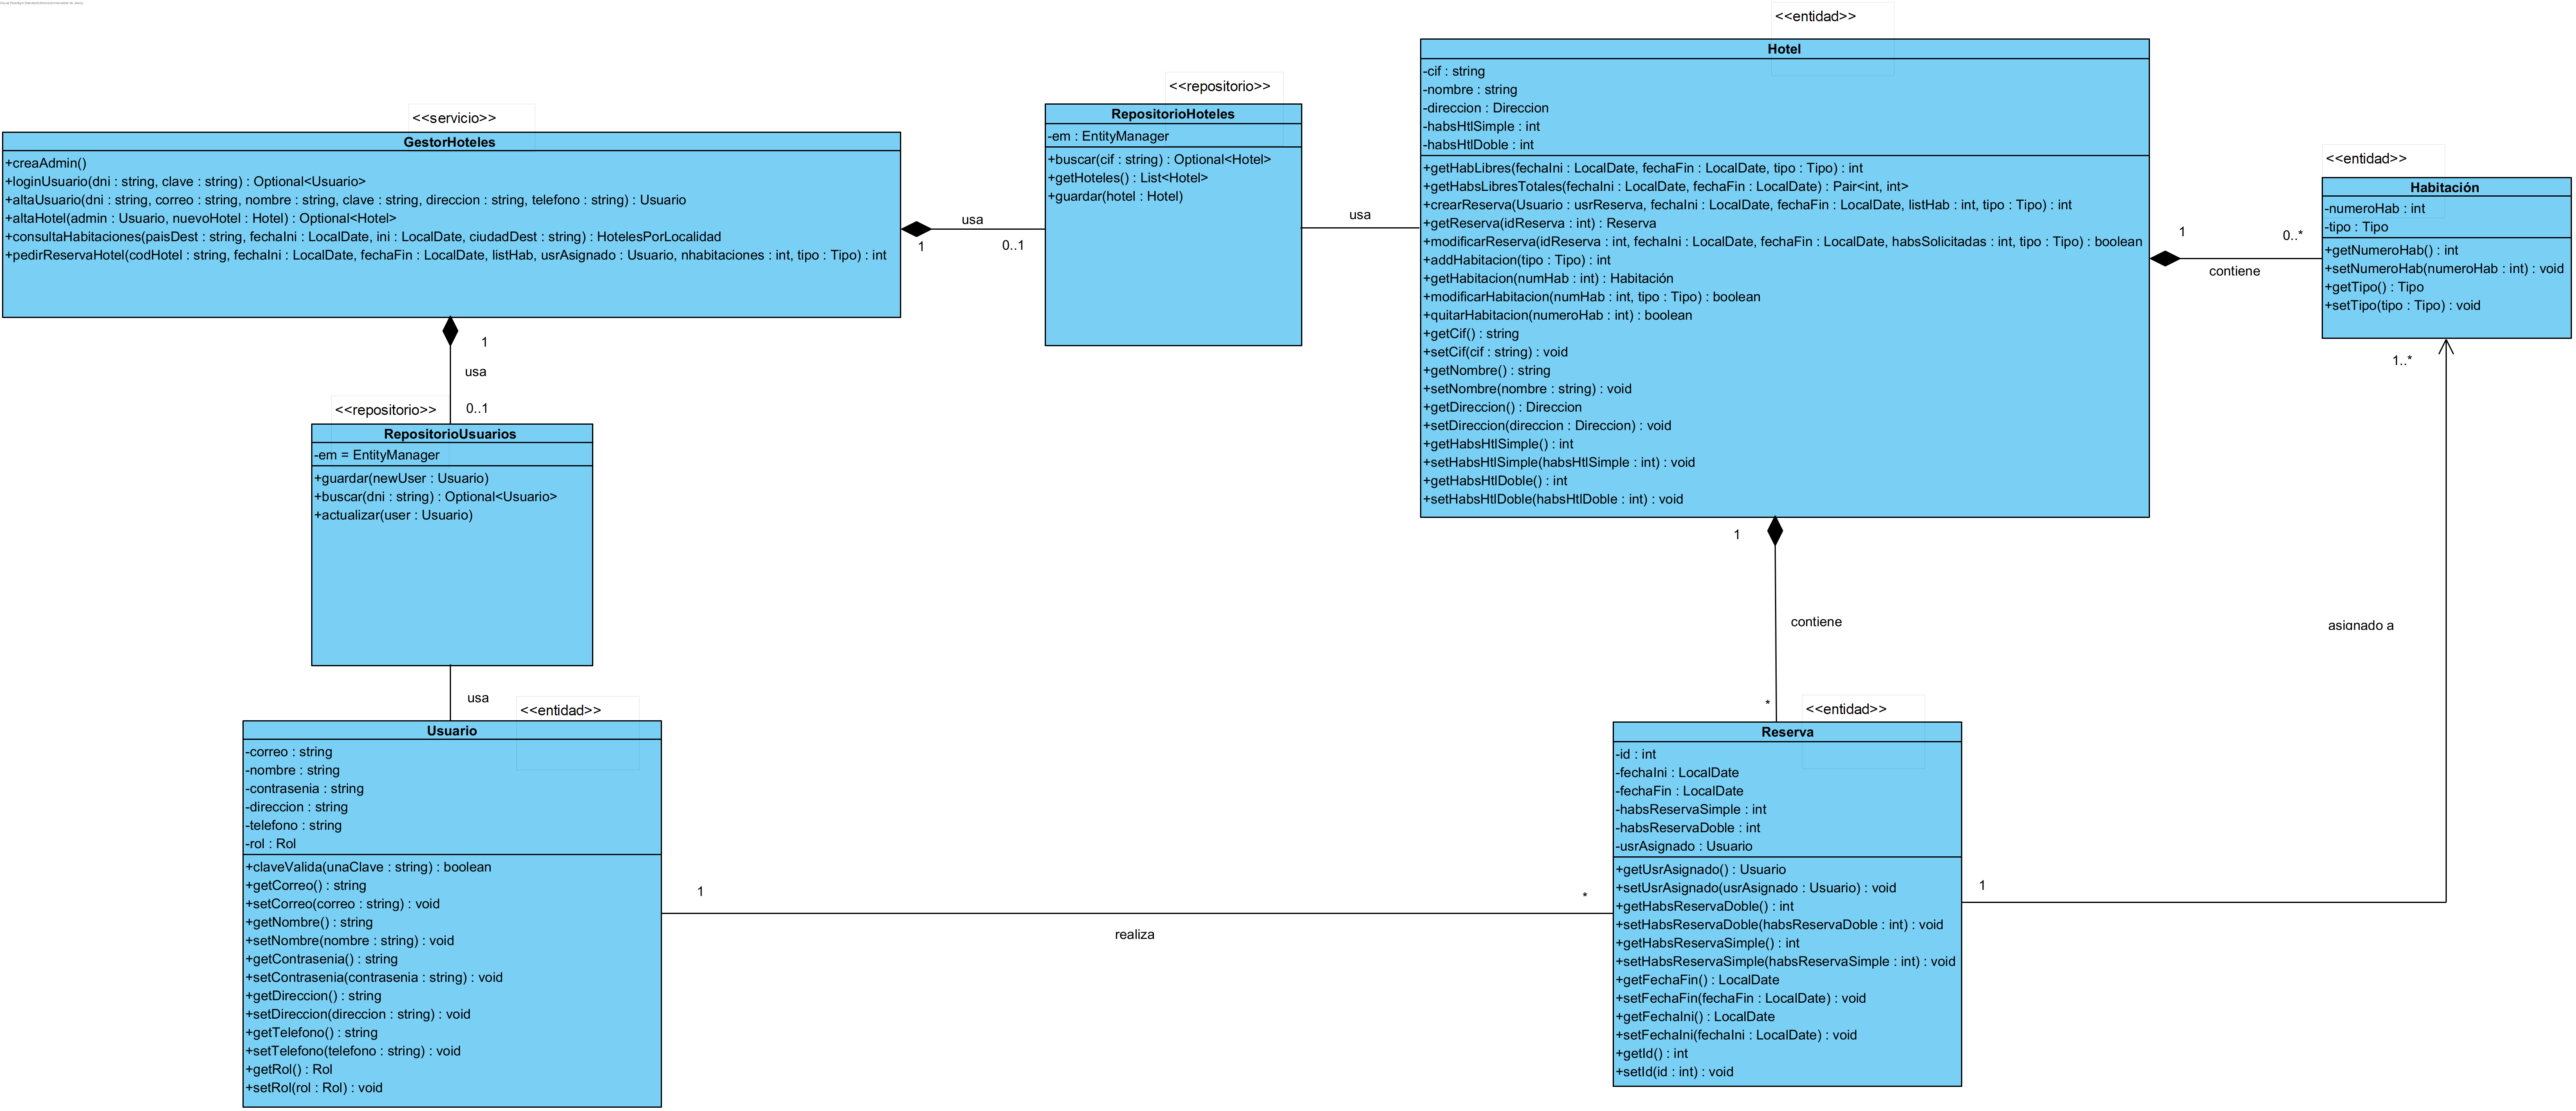 <<servicio>>
GestorHoteles
+creaAdmin()
+loginUsuario(dni : string, clave : string) : Optional<Usuario>
+altaUsuario(dni : string, correo : string, nombre : string, clave : string, direccion : string, telefono : string) : Usuario
+altaHotel(admin : Usuario, nuevoHotel : Hotel) : Optional<Hotel>
+consultaHabitaciones(paisDest : string, fechaIni : LocalDate, ini : LocalDate, ciudadDest : string) : HotelesPorLocalidad
+pedirReservaHotel(codHotel : string, fechaIni : LocalDate, fechaFin : LocalDate, listHab, usrAsignado : Usuario, nhabitaciones : int, tipo : Tipo) : int
usa
1
0..1
<<repositorio>>
RepositorioHoteles
-em : EntityManager
+buscar(cif : string) : Optional<Hotel>
+getHoteles() : List<Hotel>
+guardar(hotel : Hotel)
usa
<<entidad>>
Hotel
-cif : string
-nombre : string
-direccion : Direccion
-habsHtlSimple : int
-habsHtlDoble : int
+getHabLibres(fechaIni : LocalDate, fechaFin : LocalDate, tipo : Tipo) : int
+getHabsLibresTotales(fechaIni : LocalDate, fechaFin : LocalDate) : Pair<int, int>
+crearReserva(Usuario : usrReserva, fechaIni : LocalDate, fechaFin : LocalDate, listHab : int, tipo : Tipo) : int
+getReserva(idReserva : int) : Reserva
+modificarReserva(idReserva : int, fechaIni : LocalDate, fechaFin : LocalDate, habsSolicitadas : int, tipo : Tipo) : boolean
+addHabitacion(tipo : Tipo) : int
+getHabitacion(numHab : int) : Habitación
+modificarHabitacion(numHab : int, tipo : Tipo) : boolean
+quitarHabitacion(numeroHab : int) : boolean
+getCif() : string
+setCif(cif : string) : void
+getNombre() : string
+setNombre(nombre : string) : void
+getDireccion() : Direccion
+setDireccion(direccion : Direccion) : void
+getHabsHtlSimple() : int
+setHabsHtlSimple(habsHtlSimple : int) : void
+getHabsHtlDoble() : int
+setHabsHtlDoble(habsHtlDoble : int) : void
1
0..*
contiene
<<entidad>>
Habitación
-numeroHab : int
-tipo : Tipo
+getNumeroHab() : int
+setNumeroHab(numeroHab : int) : void
+getTipo() : Tipo
+setTipo(tipo : Tipo) : void
1..*
asignado a
1
usa
0..1
<<repositorio>>
RepositorioUsuarios
-em = EntityManager
+guardar(newUser : Usuario)
+buscar(dni : string) : Optional<Usuario>
+actualizar(user : Usuario)
usa
<<entidad>>
Usuario
-correo : string
-nombre : string
-contrasenia : string
-direccion : string
-telefono : string
-rol : Rol
+claveValida(unaClave : string) : boolean
+getCorreo() : string
+setCorreo(correo : string) : void
+getNombre() : string
+setNombre(nombre : string) : void
+getContrasenia() : string
+setContrasenia(contrasenia : string) : void
+getDireccion() : string
+setDireccion(direccion : string) : void
+getTelefono() : string
+setTelefono(telefono : string) : void
+getRol() : Rol
+setRol(rol : Rol) : void
1
*
realiza
1
contiene
*
<<entidad>>
Reserva
-id : int
-fechaIni : LocalDate
-fechaFin : LocalDate
-habsReservaSimple : int
-habsReservaDoble : int
-usrAsignado : Usuario
+getUsrAsignado() : Usuario
+setUsrAsignado(usrAsignado : Usuario) : void
+getHabsReservaDoble() : int
+setHabsReservaDoble(habsReservaDoble : int) : void
+getHabsReservaSimple() : int
+setHabsReservaSimple(habsReservaSimple : int) : void
+getFechaFin() : LocalDate
+setFechaFin(fechaFin : LocalDate) : void
+getFechaIni() : LocalDate
+setFechaIni(fechaIni : LocalDate) : void
+getId() : int
+setId(id : int) : void
1